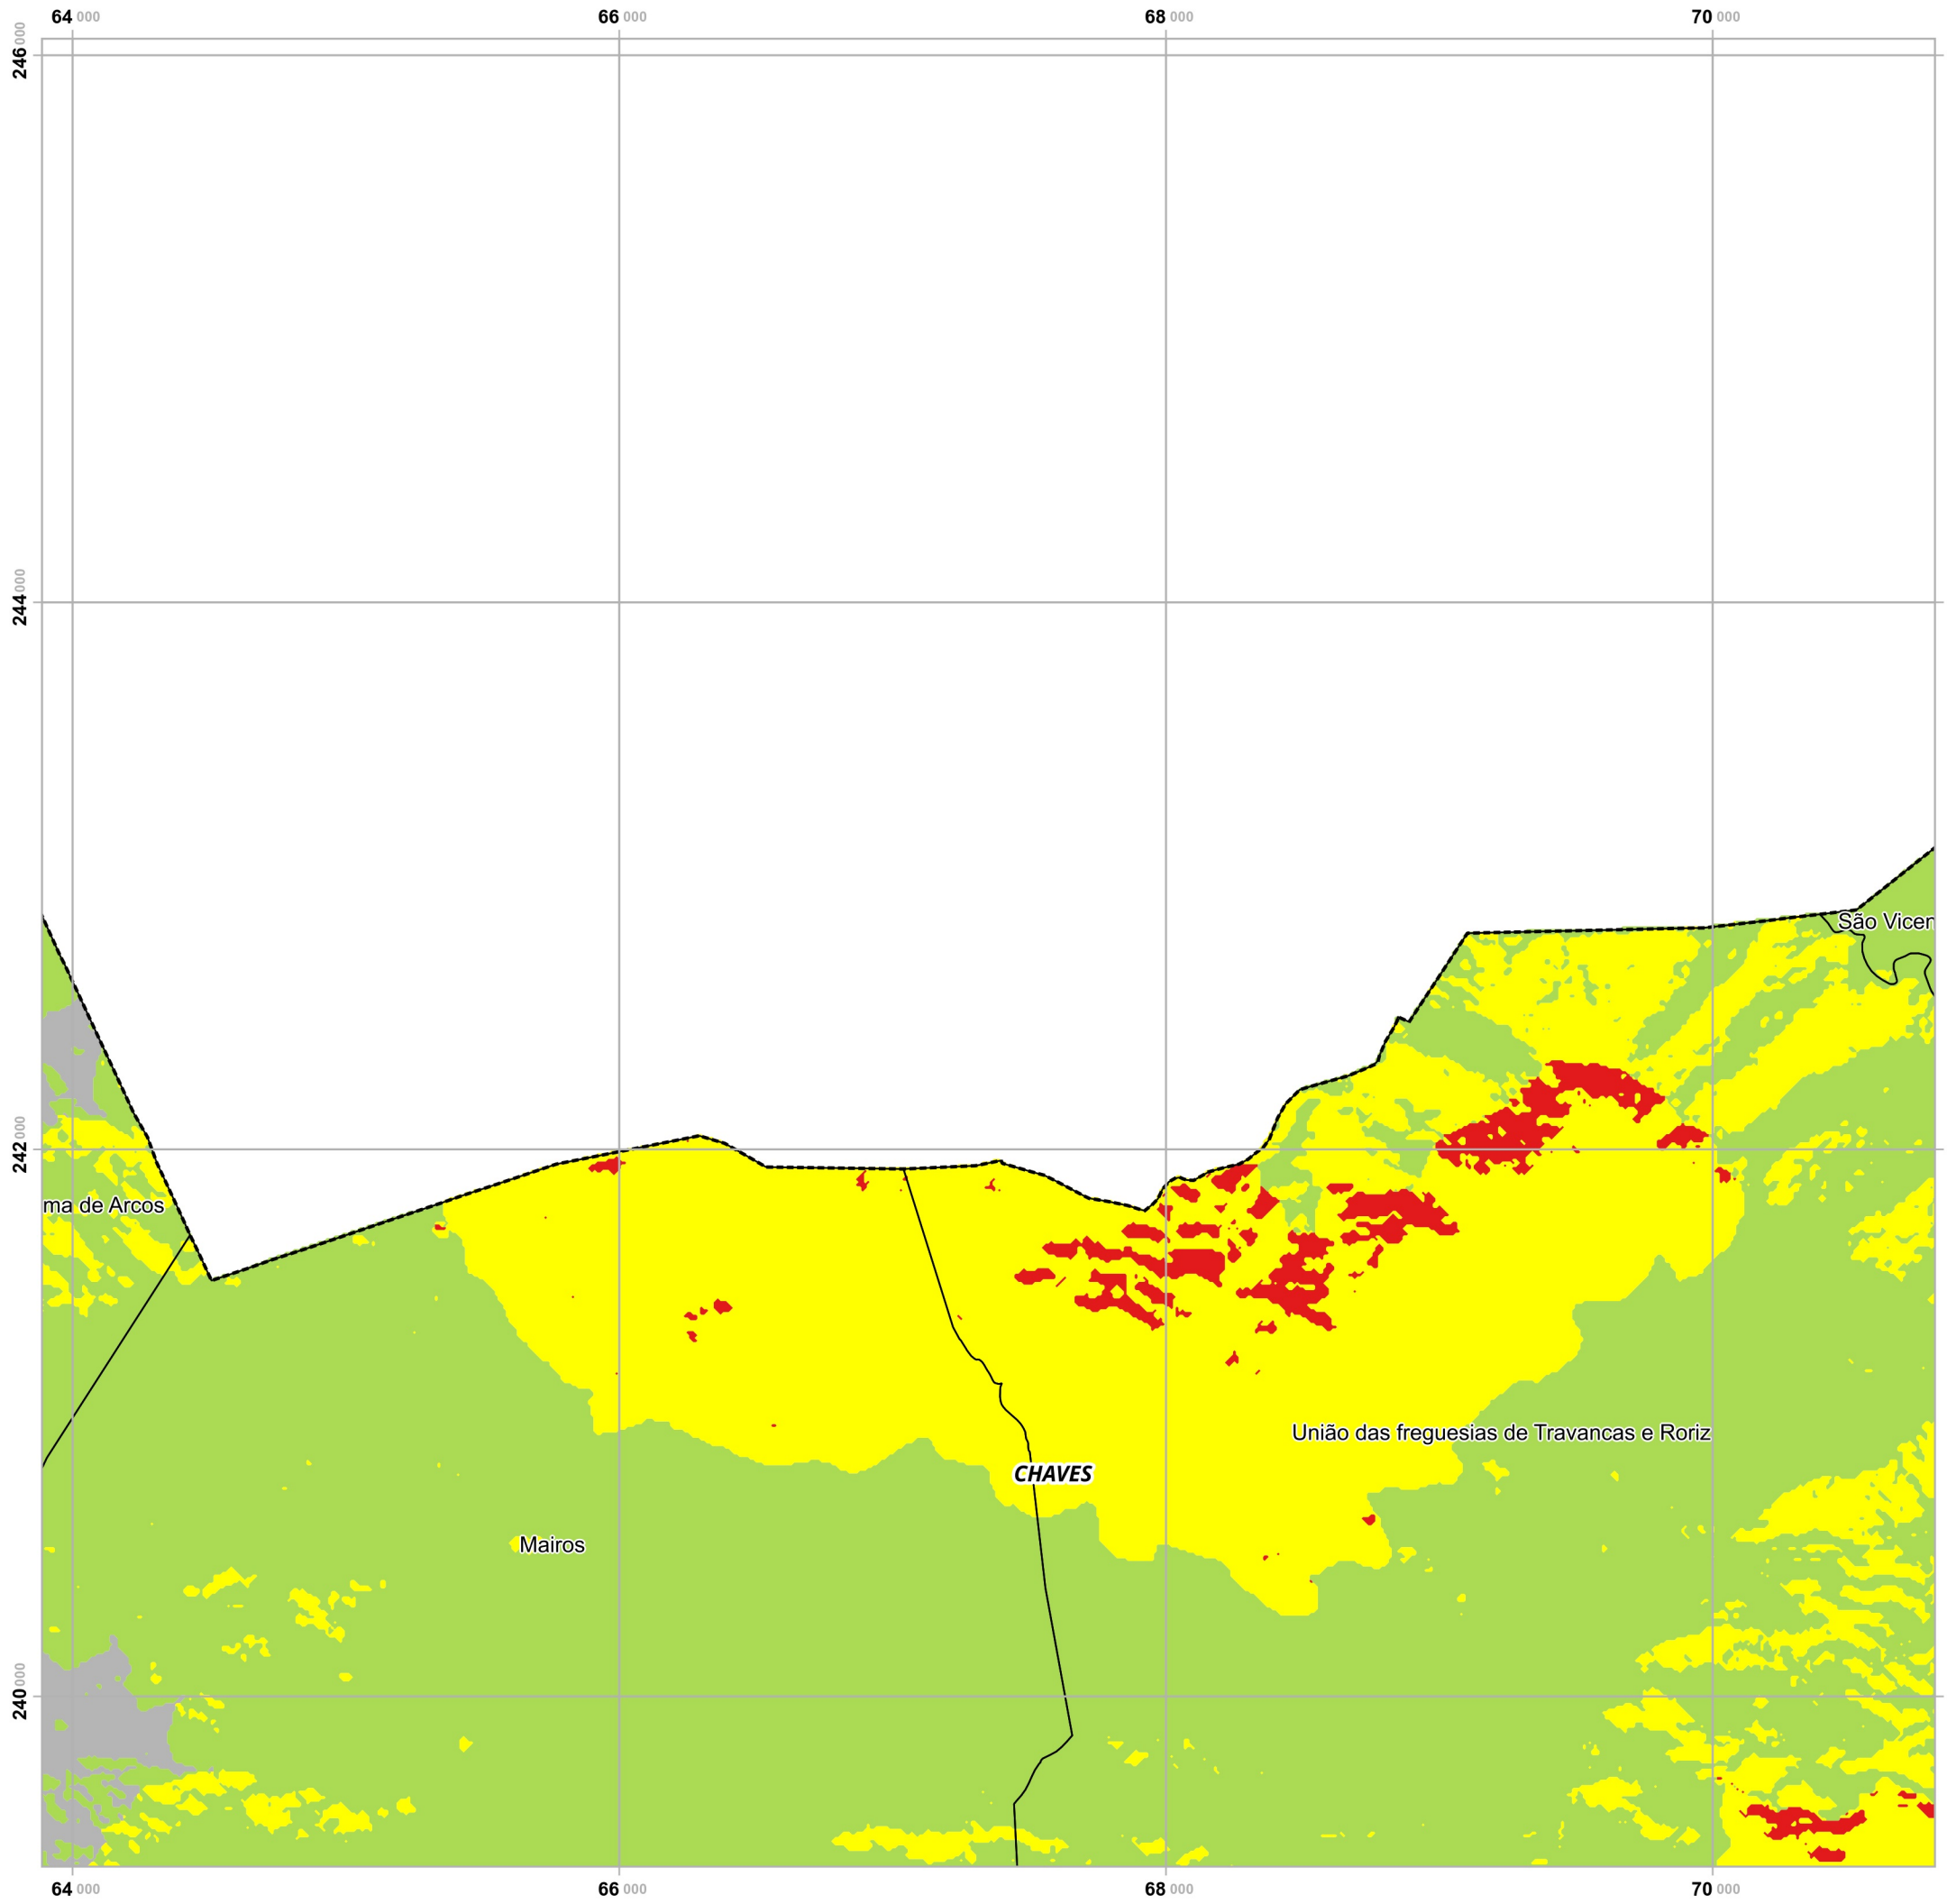 64 000 66 000 68 000 70 000
246 000
244 000
São Vicen
242 000
ma de Arcos
União das freguesias de Travancas e Roriz
CHAVES
Mairos
240 000
64 000 66 000 68 000 70 000